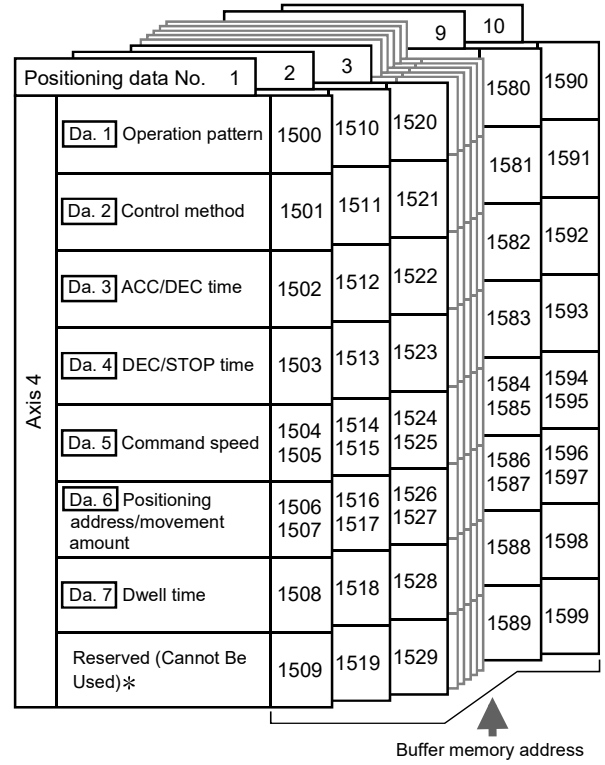 10
9
Positioning data No. 1 2 3
Axis 4
Da. 1 Operation pattern 1500 1510 1520 1580 1590
Da. 2 Control method 1501 1511 1521 1581 1591
Da. 3 ACC/DEC time 1502 1512 1522 1582 1592
Da. 4 DEC/STOP time 1503 1513 1523 1583 1593
Da. 5 Command speed 1504 1514 1524 1584 1594
1505 1515 1525 1585 1595
Da. 6 Positioning 1506 1516 1526 1586 1596
address/movement 1507 1517 1527 1587 1597
amount
Da. 7 Dwell time 1508 1518 1528 1588 1598
Reserved (Cannot Be 1509 1519 1529 1589 1599
Used)*
Buffer memory address